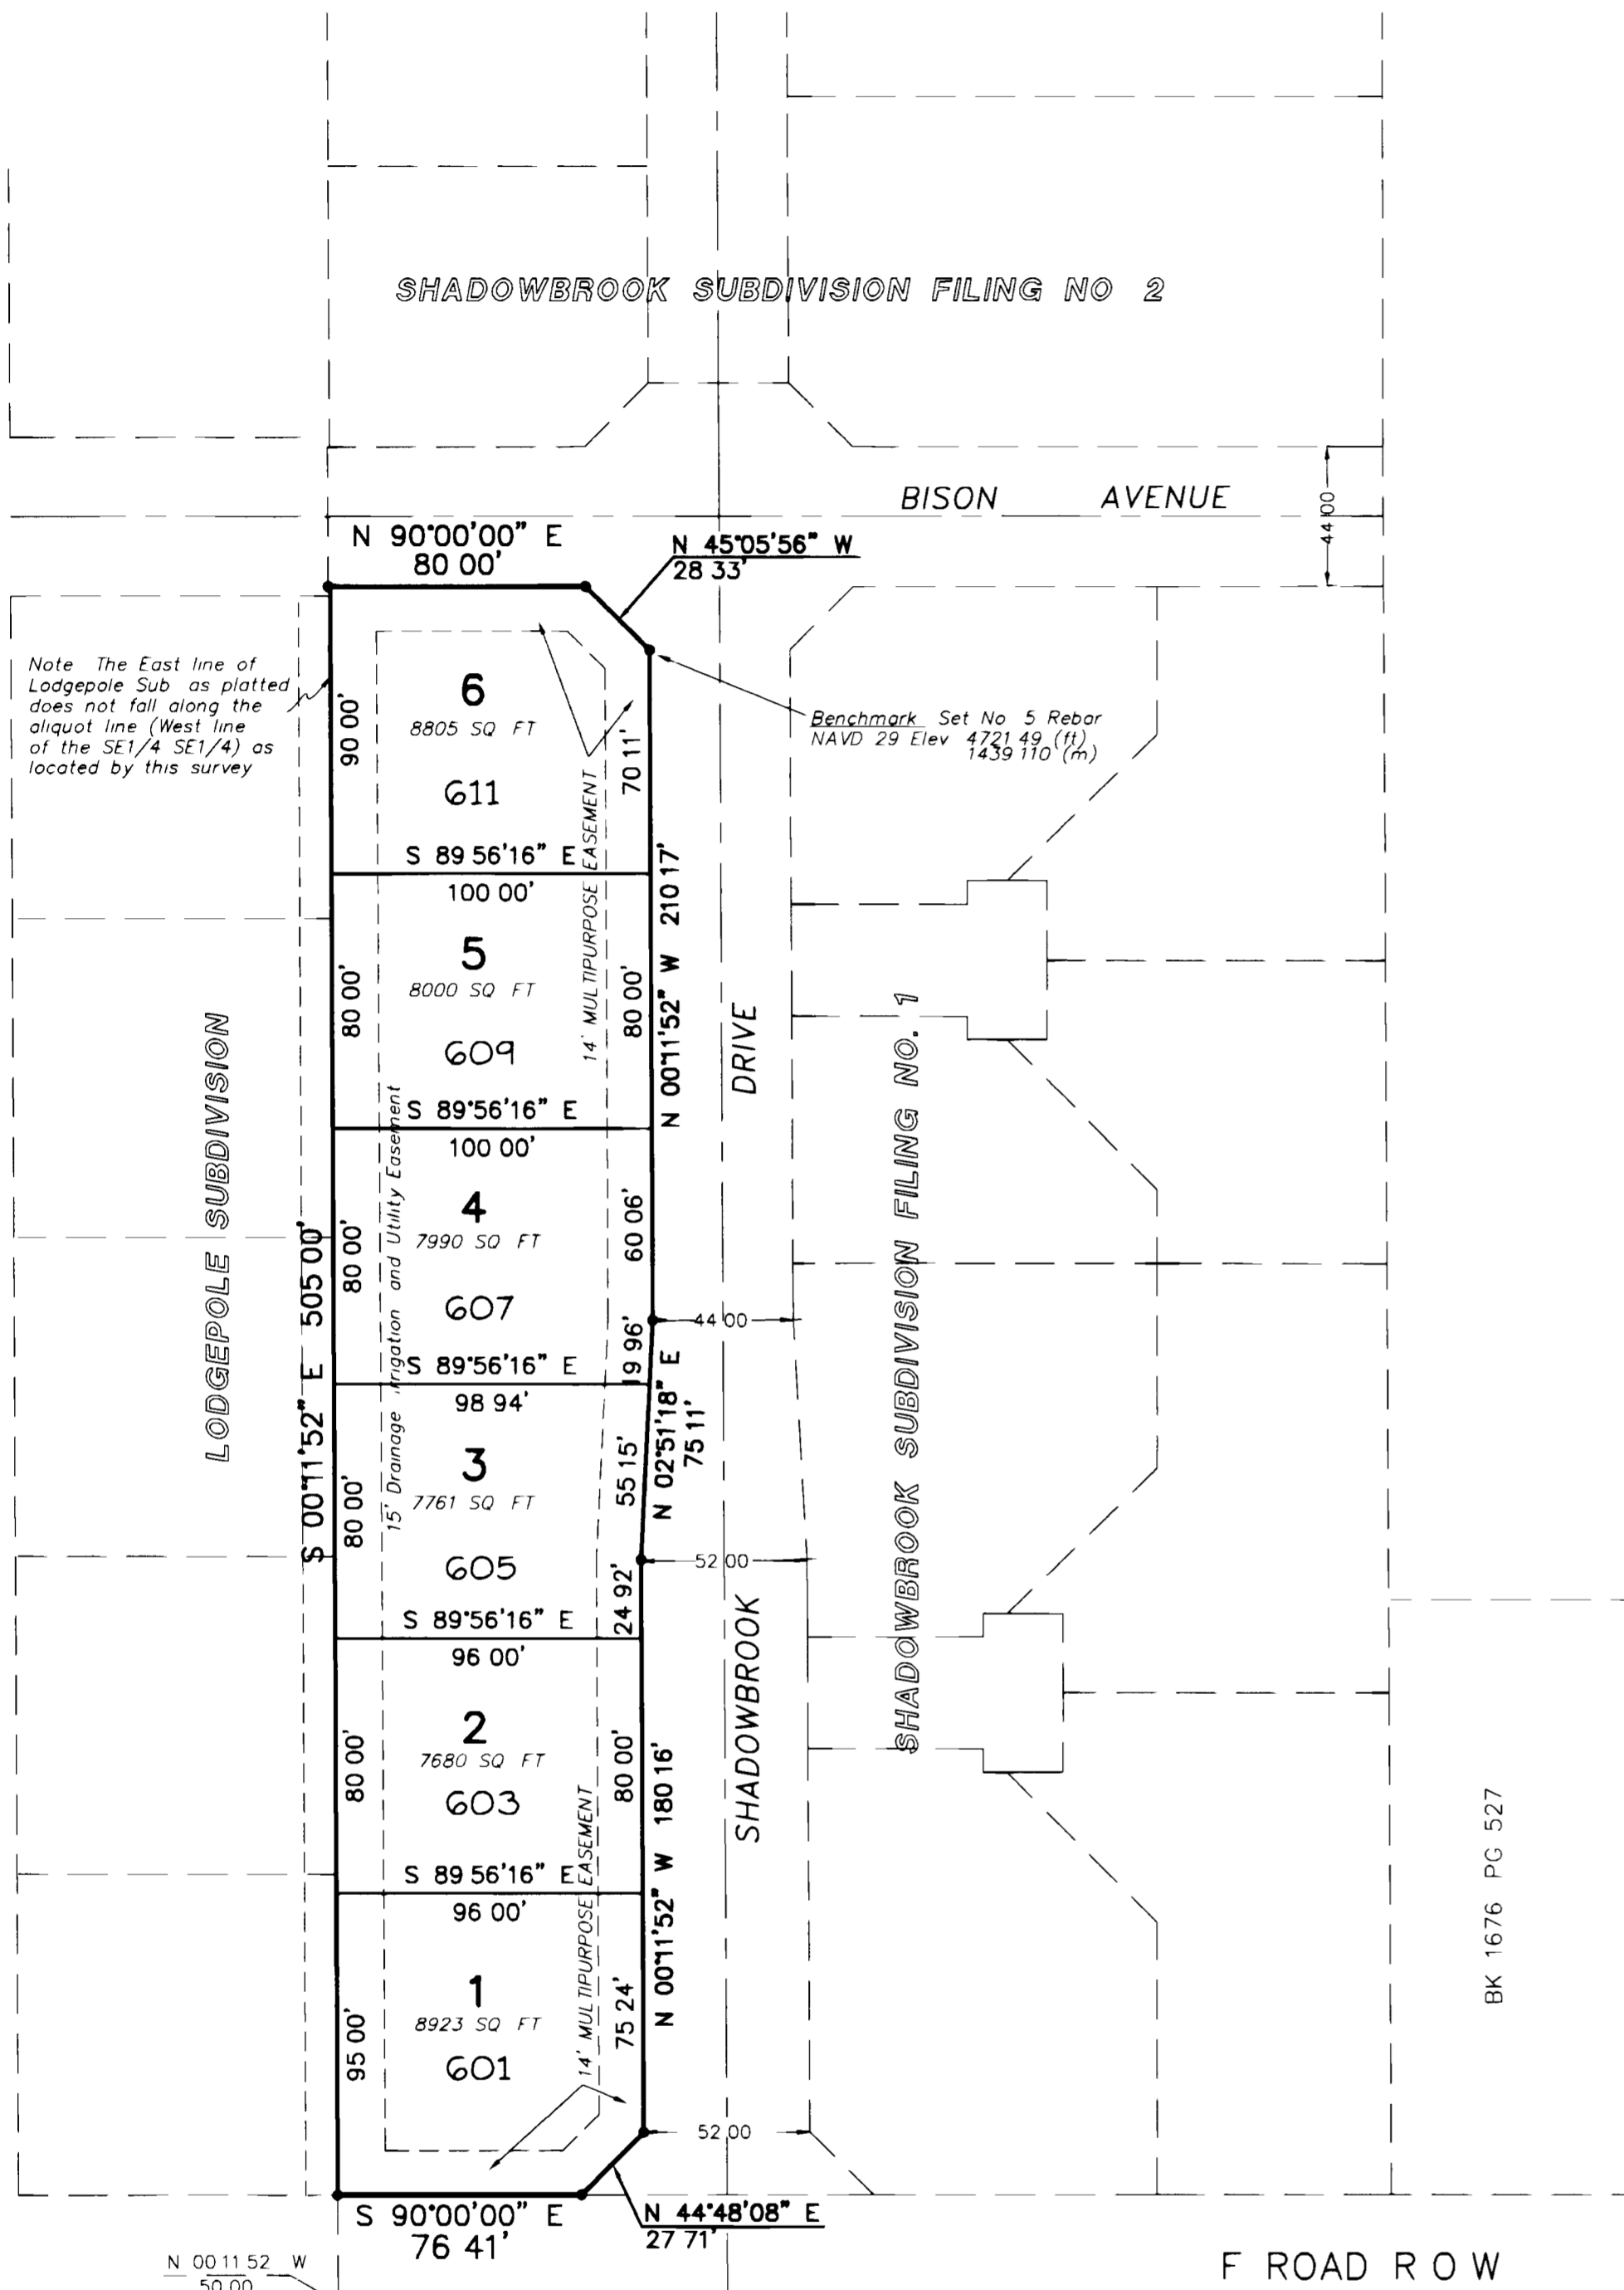 SHADOWBROOK SUBDIVISION FILING NO 2
BISON AVENUE
44 00
N 90°00'00" E
80 00'
N 45°05'56" W
28 33'
Note The East line of
Lodgepole Sub as platted
does not fall along the
aliquot line (West line
of the SE1/4 SE1/4) as
located by this survey
Benchmark Set No 5 Rebar
NAVD 29 Elev 4721 49 (ft)
1439 110 (m)
6
8805 SQ FT
611
90 00'
70 11'
14' MULTIPURPOSE EASEMENT
S 89 56'16" E
100 00'
5
8000 SQ FT
609
80 00'
80 00'
N 00°11'52" W 210 17'
S 89°56'16" E
100 00'
4
7990 SQ FT
607
80 00'
60 06'
19 96'
44 00
15' Drainage Irrigation and Utility Easement
S 89°56'16" E
98 94'
3
7761 SQ FT
605
80 00'
55 15'
24 92'
N 02°51'18" E
75 11'
52 00
S 00°11'52" E 505 00'
LODGEPOLE SUBDIVISION
SHADOWBROOK DRIVE
SHADOWBROOK SUBDIVISION FILING NO. 1
S 89°56'16" E
96 00'
2
7680 SQ FT
603
80 00'
80 00'
N 00°11'52" W 180 16'
S 89 56'16" E
96 00'
1
8923 SQ FT
601
95 00'
75 24'
14' MULTIPURPOSE EASEMENT
52 00
BK 1676 PG 527
S 90°00'00" E
76 41'
N 44°48'08" E
27 71'
N 00 11 52 W
50 00
F ROAD R O W